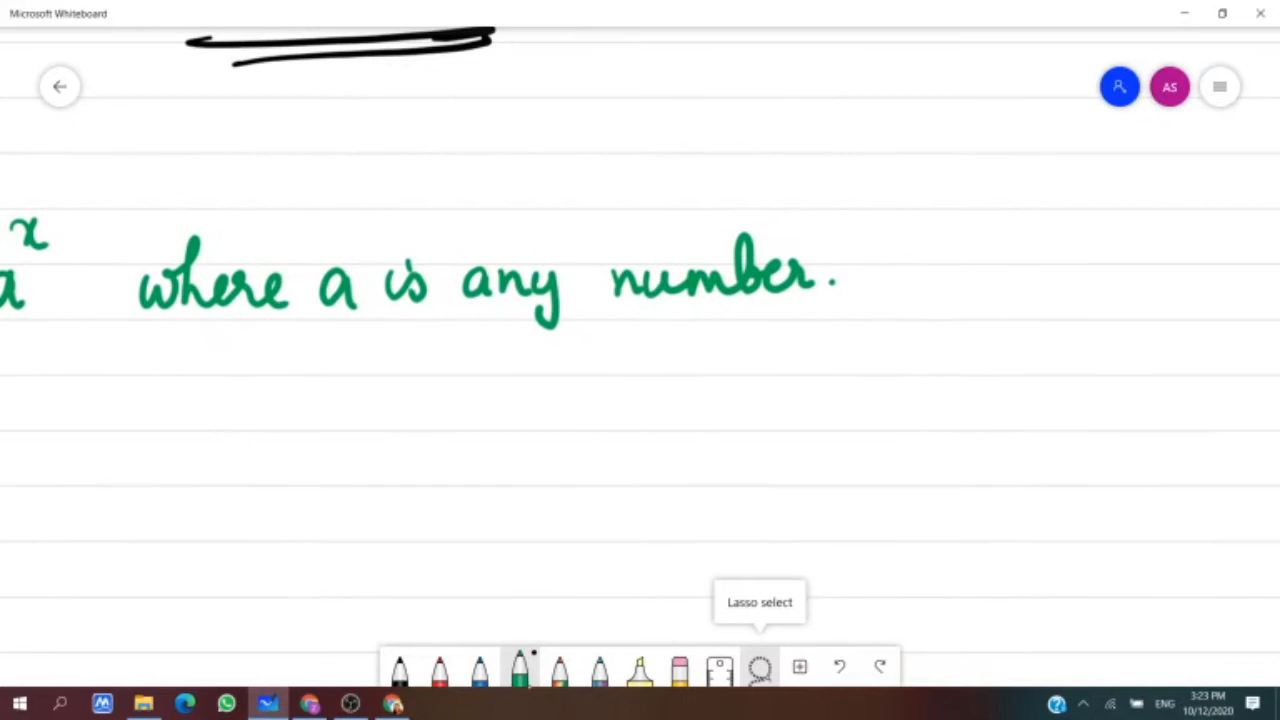 Microsoft Whiteboard
AS
a^x where a is any number.
Lasso select
ENG
3:23 PM
10/12/2020